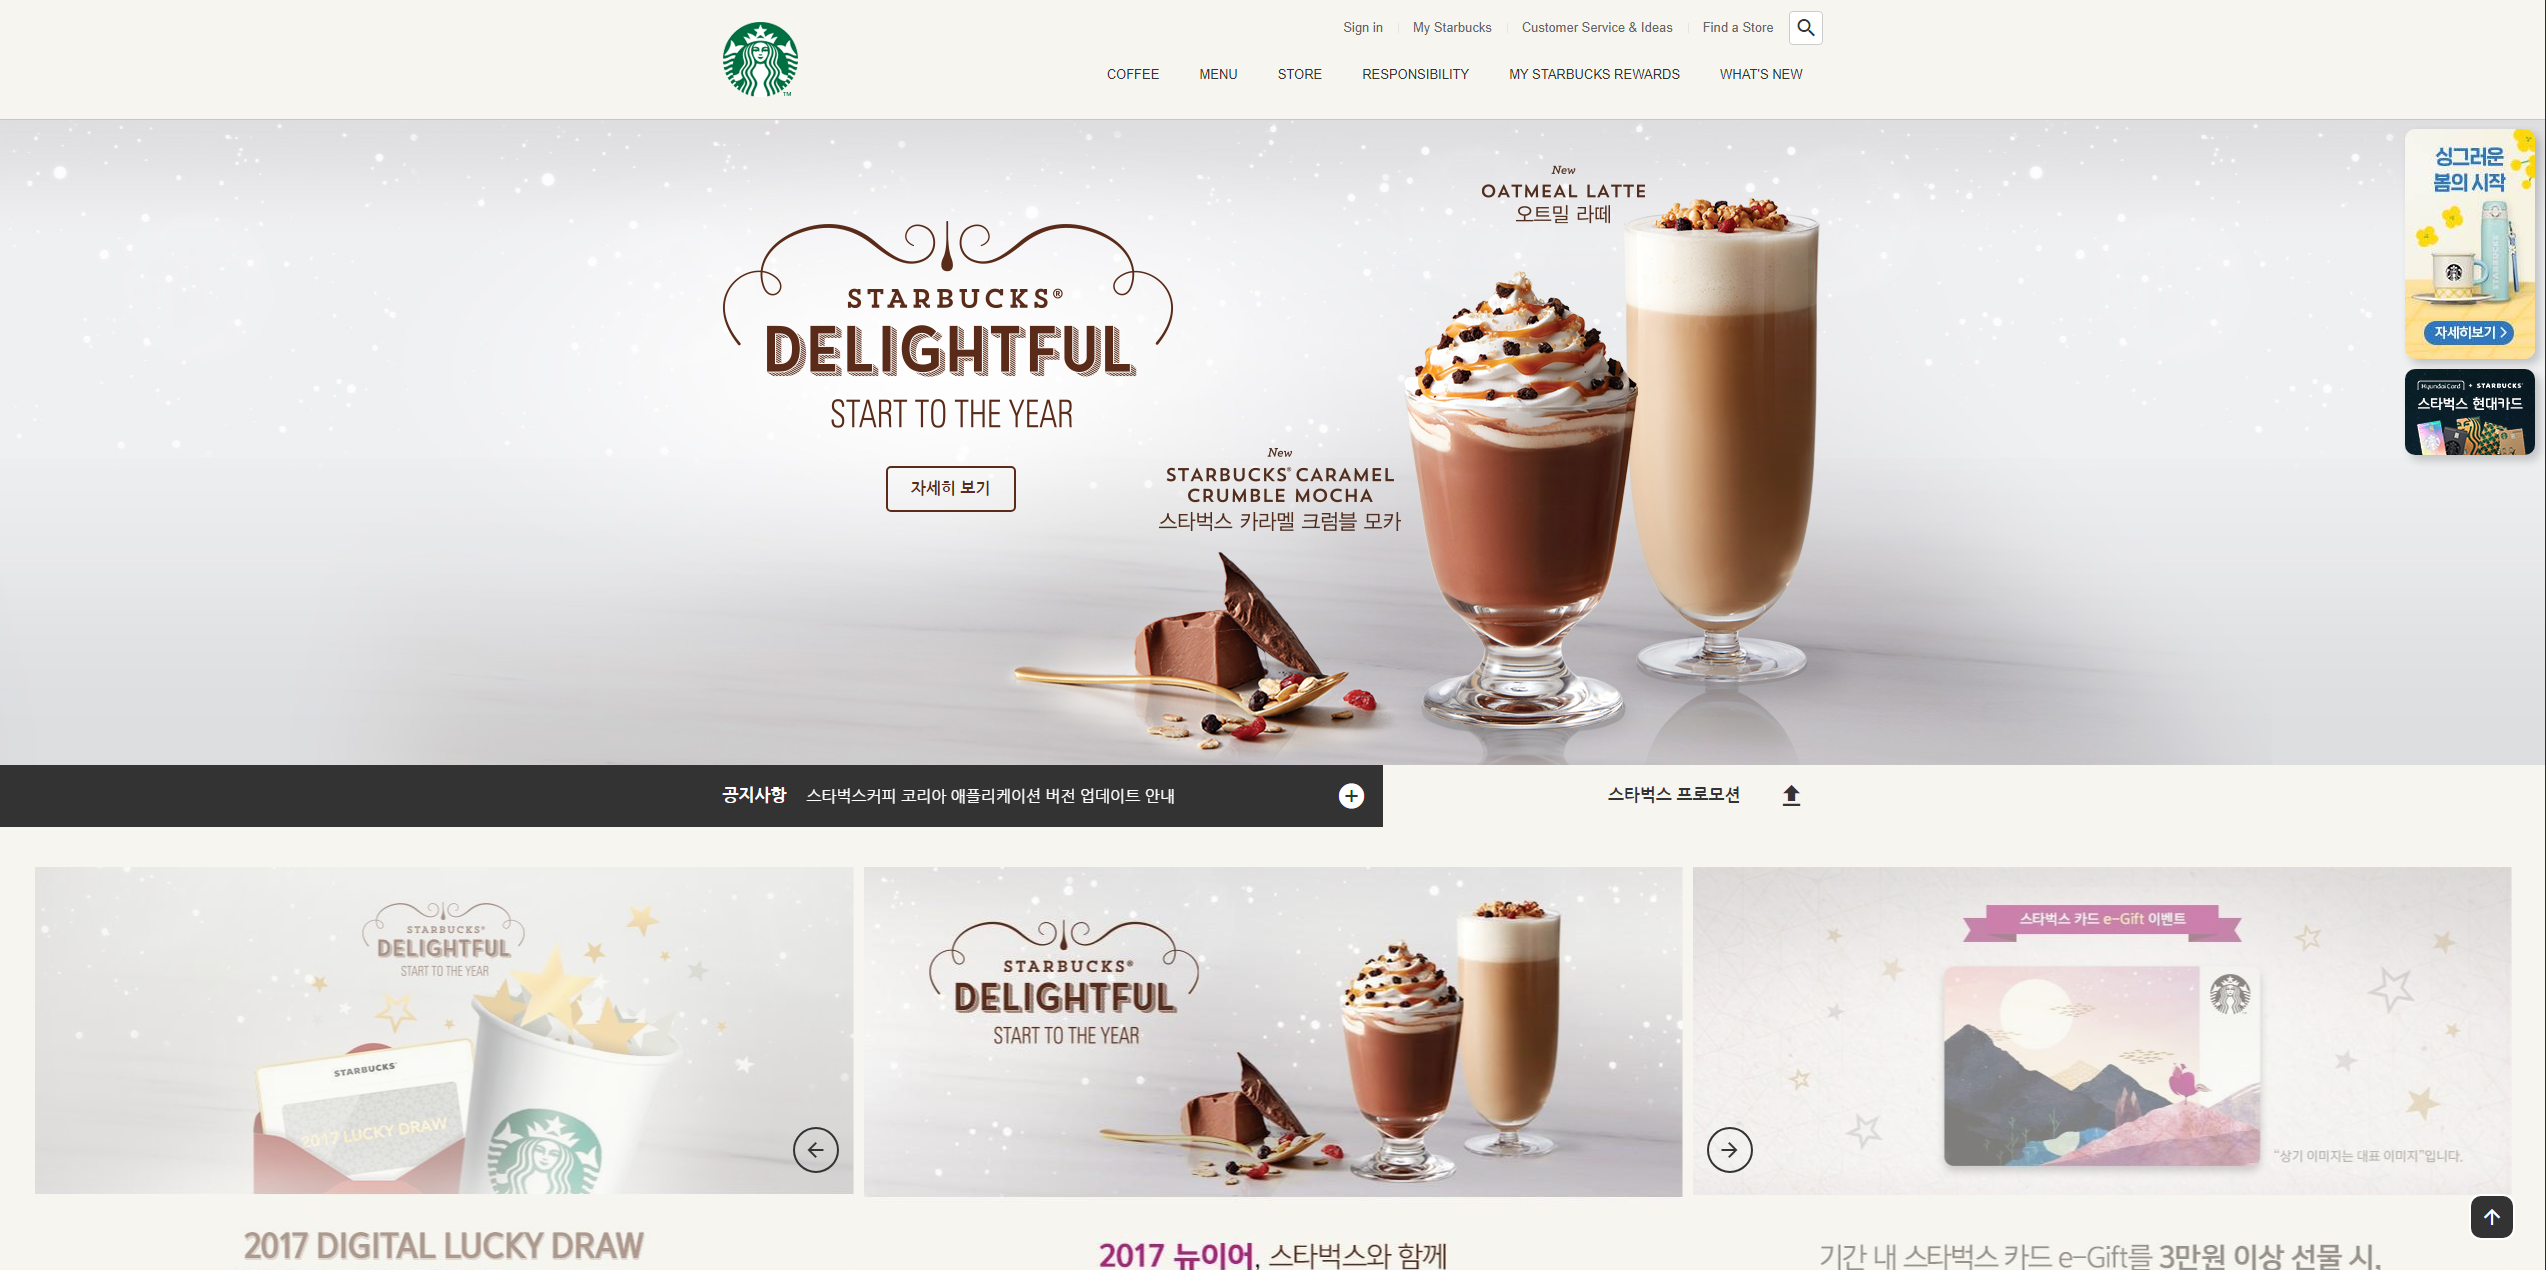 Sign in
My Starbucks
Customer Service & Ideas
Find a Store
COFFEE
MENU
STORE
RESPONSIBILITY
MY STARBUCKS REWARDS
WHAT'S NEW
STARBUCKS®
DELIGHTFUL
START TO THE YEAR
자세히 보기
New
OATMEAL LATTE
오트밀 라떼
New
STARBUCKS® CARAMEL
CRUMBLE MOCHA
스타벅스 카라멜 크럼블 모카
싱그러운
봄의 시작
STARBUCKS
자세히보기 >
HyundaiCard + STARBUCKS
스타벅스 현대카드
공지사항 스타벅스커피 코리아 애플리케이션 버전 업데이트 안내
스타벅스 프로모션
STARBUCKS®
DELIGHTFUL
START TO THE YEAR
STARBUCKS®
2017 LUCKY DRAW
2017 DIGITAL LUCKY DRAW
STARBUCKS®
DELIGHTFUL
START TO THE YEAR
2017 뉴이어, 스타벅스와 함께
스타벅스 카드 e-Gift 이벤트
“상기 이미지는 대표 이미지”입니다.
기간 내 스타벅스 카드 e-Gift를 3만원 이상 선물 시,